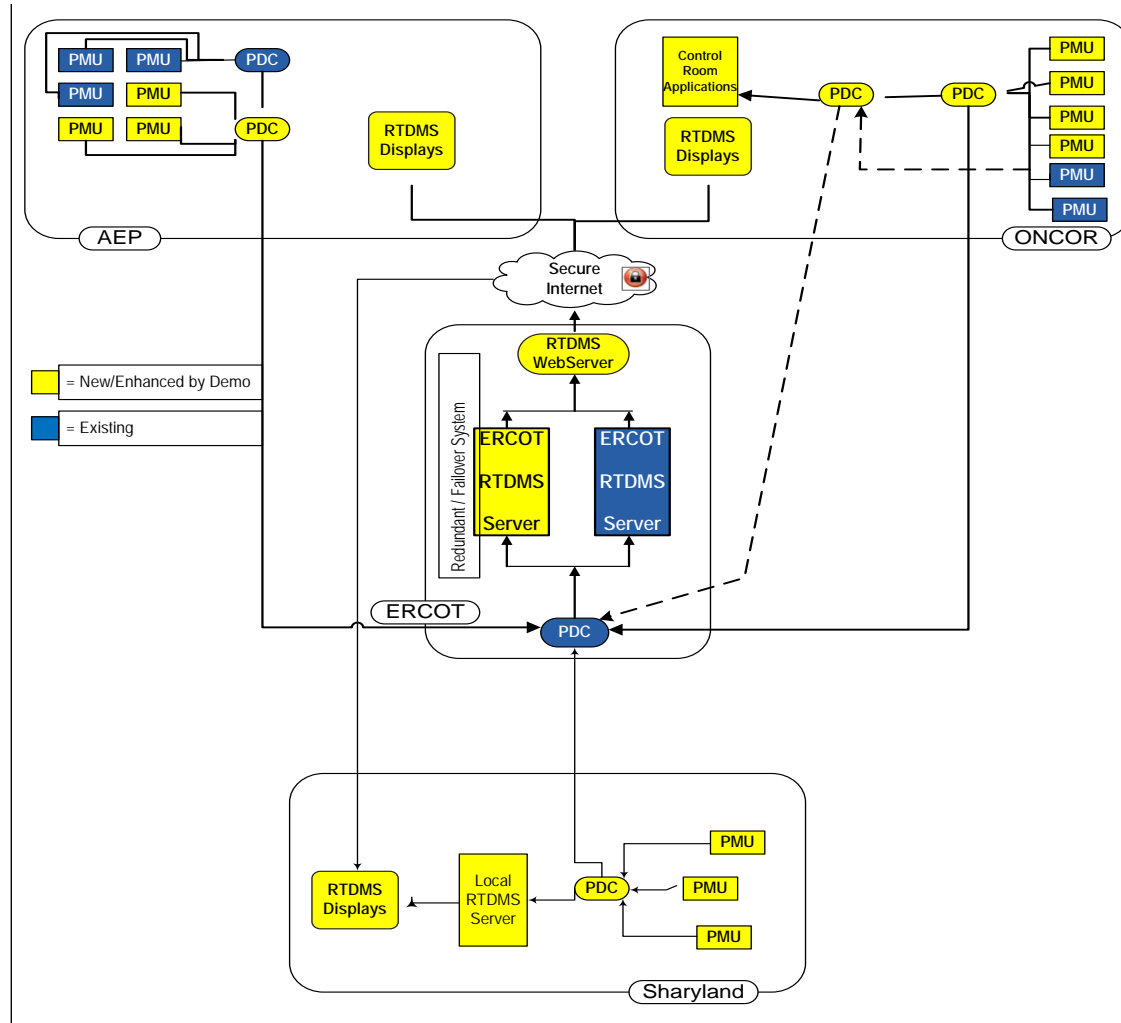 PMU
PMU
PDC
PMU
PMU
PMU
PMU
PDC
RTDMS
Displays
AEP
Control
Room
Applications
RTDMS
Displays
PDC
PDC
PMU
PMU
PMU
PMU
PMU
PMU
ONCOR
Secure
Internet
= New/Enhanced by Demo
= Existing
RTDMS
WebServer
Redundant / Failover System
ERCOT
RTDMS
Server
ERCOT
RTDMS
Server
ERCOT
PDC
RTDMS
Displays
Local
RTDMS
Server
PDC
PMU
PMU
PMU
Sharyland